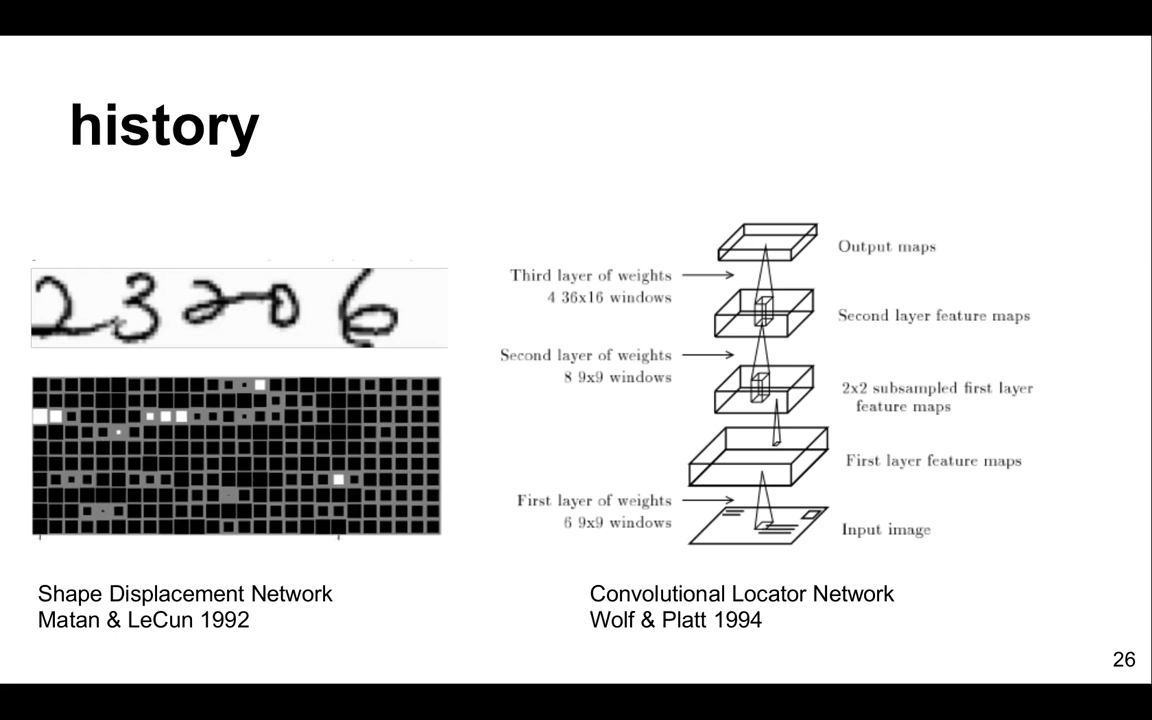 history
23206
Third layer of weights
4 36x16 windows
Second layer of weights
8 9x9 windows
First layer of weights
6 9x9 windows
Output maps
Second layer feature maps
2x2 subsampled first layer
feature maps
First layer feature maps
Input image
Shape Displacement Network
Matan & LeCun 1992
Convolutional Locator Network
Wolf & Platt 1994
26